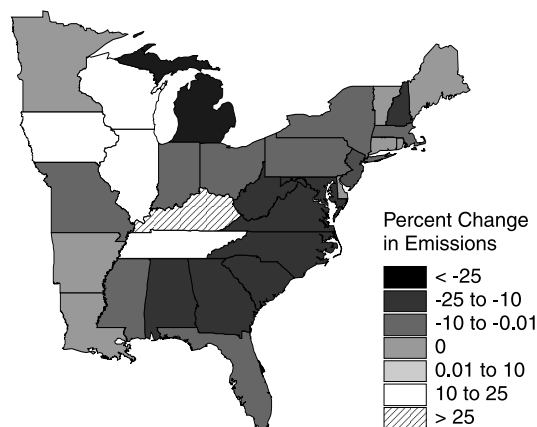 Percent Change
in Emissions
< -25
-25 to -10
-10 to -0.01
0
0.01 to 10
10 to 25
> 25